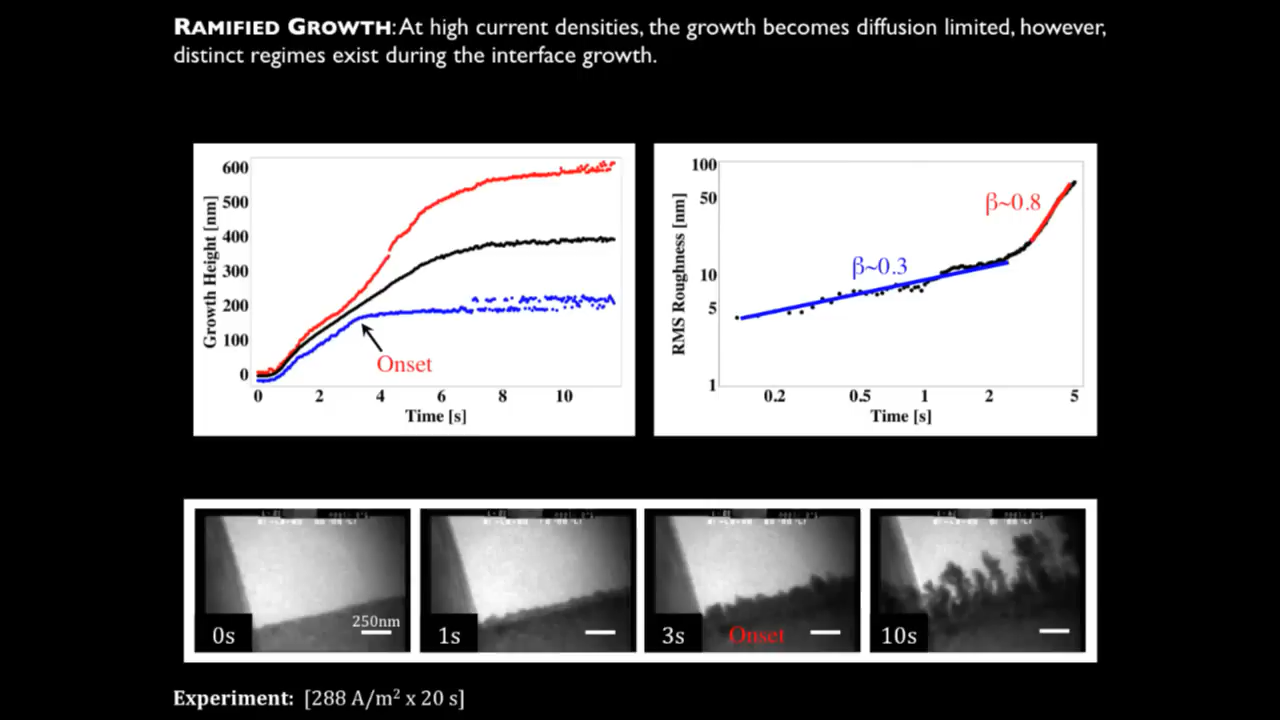 RAMIFIED GROWTH: At high current densities, the growth becomes diffusion limited, however,
distinct regimes exist during the interface growth.
Growth Height [nm]
600
500
400
300
200
100
0
Onset
0 2 4 6 8 10
Time [s]
RMS Roughness [nm]
100
50
10
5
1
β~0.8
β~0.3
0.2 0.5 1 2 5
Time [s]
0s
250nm
1s
3s
Onset
10s
Experiment: [288 A/m² x 20 s]